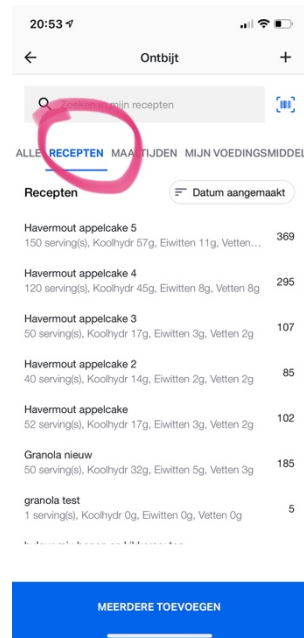 20:53
Ontbijt
Zoeken in mijn recepten
ALLE RECEPTEN MAALTIJDEN MIJN VOEDINGSMIDDEL
Recepten
Datum aangemaakt
Havermout appelcake 5
150 serving(s), Koolhydr 57g, Eiwitten 11g, Vetten…
369
Havermout appelcake 4
120 serving(s), Koolhydr 45g, Eiwitten 8g, Vetten 8g
295
Havermout appelcake 3
50 serving(s), Koolhydr 17g, Eiwitten 3g, Vetten 2g
107
Havermout appelcake 2
40 serving(s), Koolhydr 14g, Eiwitten 2g, Vetten 2g
85
Havermout appelcake
52 serving(s), Koolhydr 17g, Eiwitten 3g, Vetten 2g
102
Granola nieuw
50 serving(s), Koolhydr 32g, Eiwitten 5g, Vetten 3g
185
granola test
1 serving(s), Koolhydr 0g, Eiwitten 0g, Vetten 0g
5
MEERDERE TOEVOEGEN